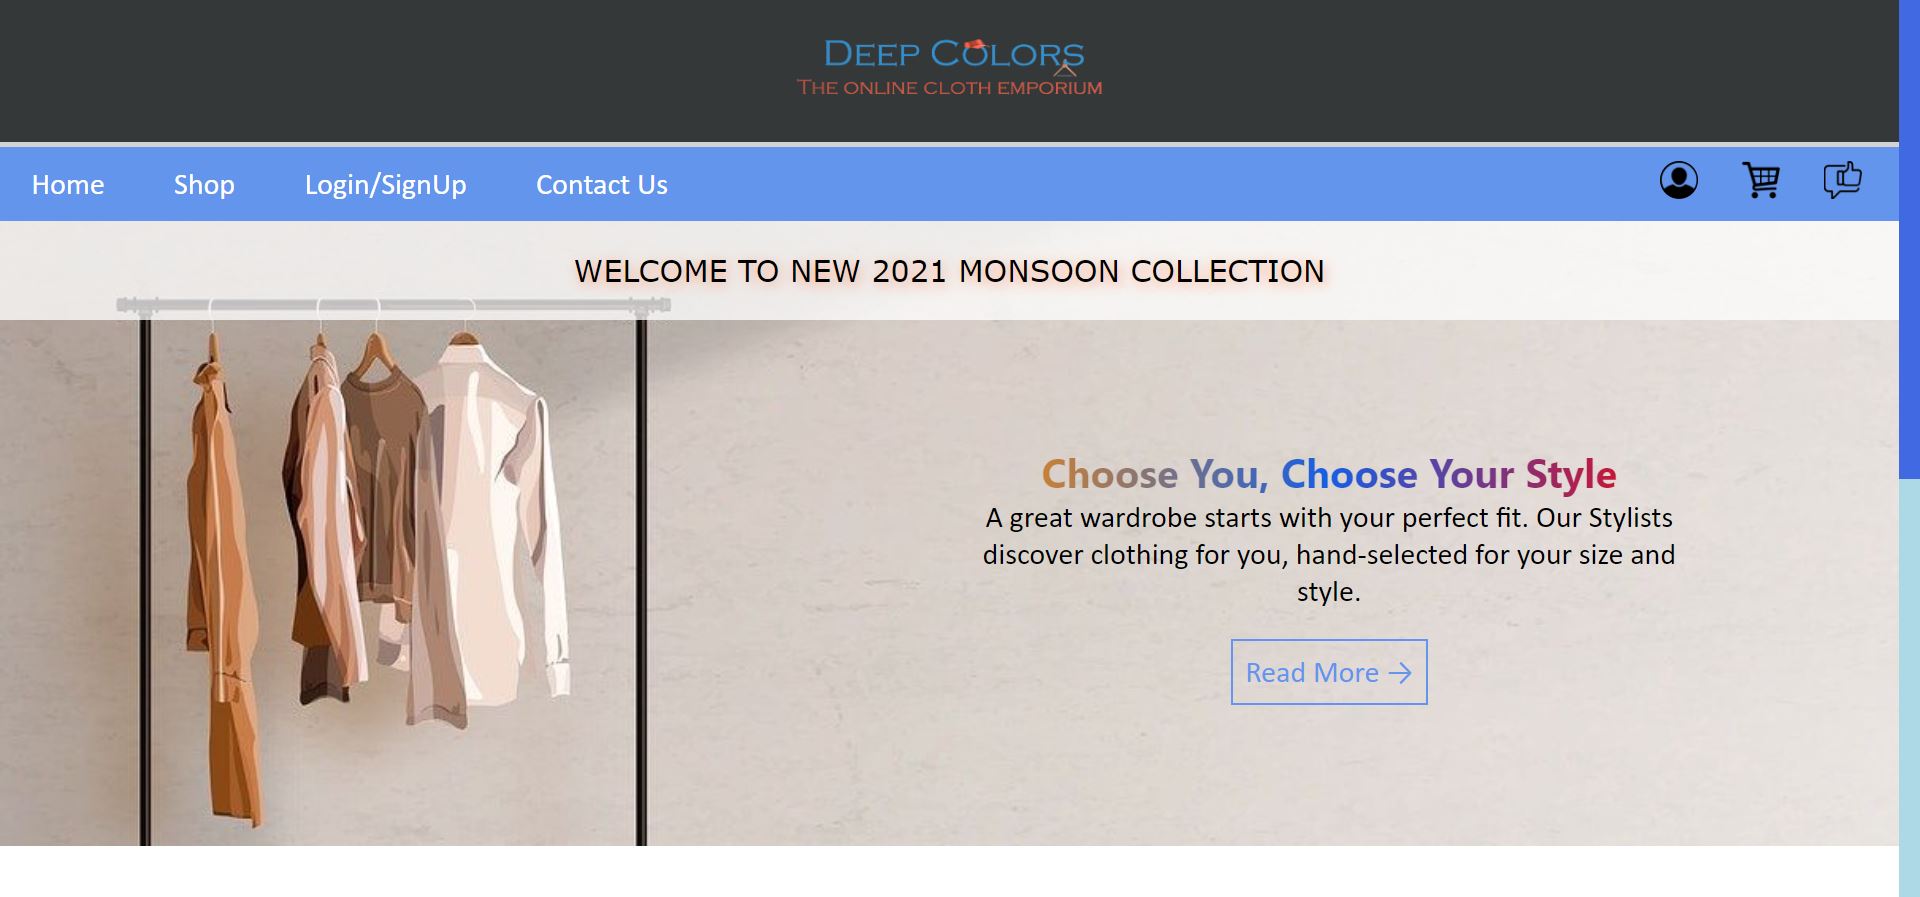 DEEP COLORS
THE ONLINE CLOTH EMPORIUM
Home Shop Login/SignUp Contact Us
WELCOME TO NEW 2021 MONSOON COLLECTION
Choose You, Choose Your Style
A great wardrobe starts with your perfect fit. Our Stylists
discover clothing for you, hand-selected for your size and
style.
Read More →